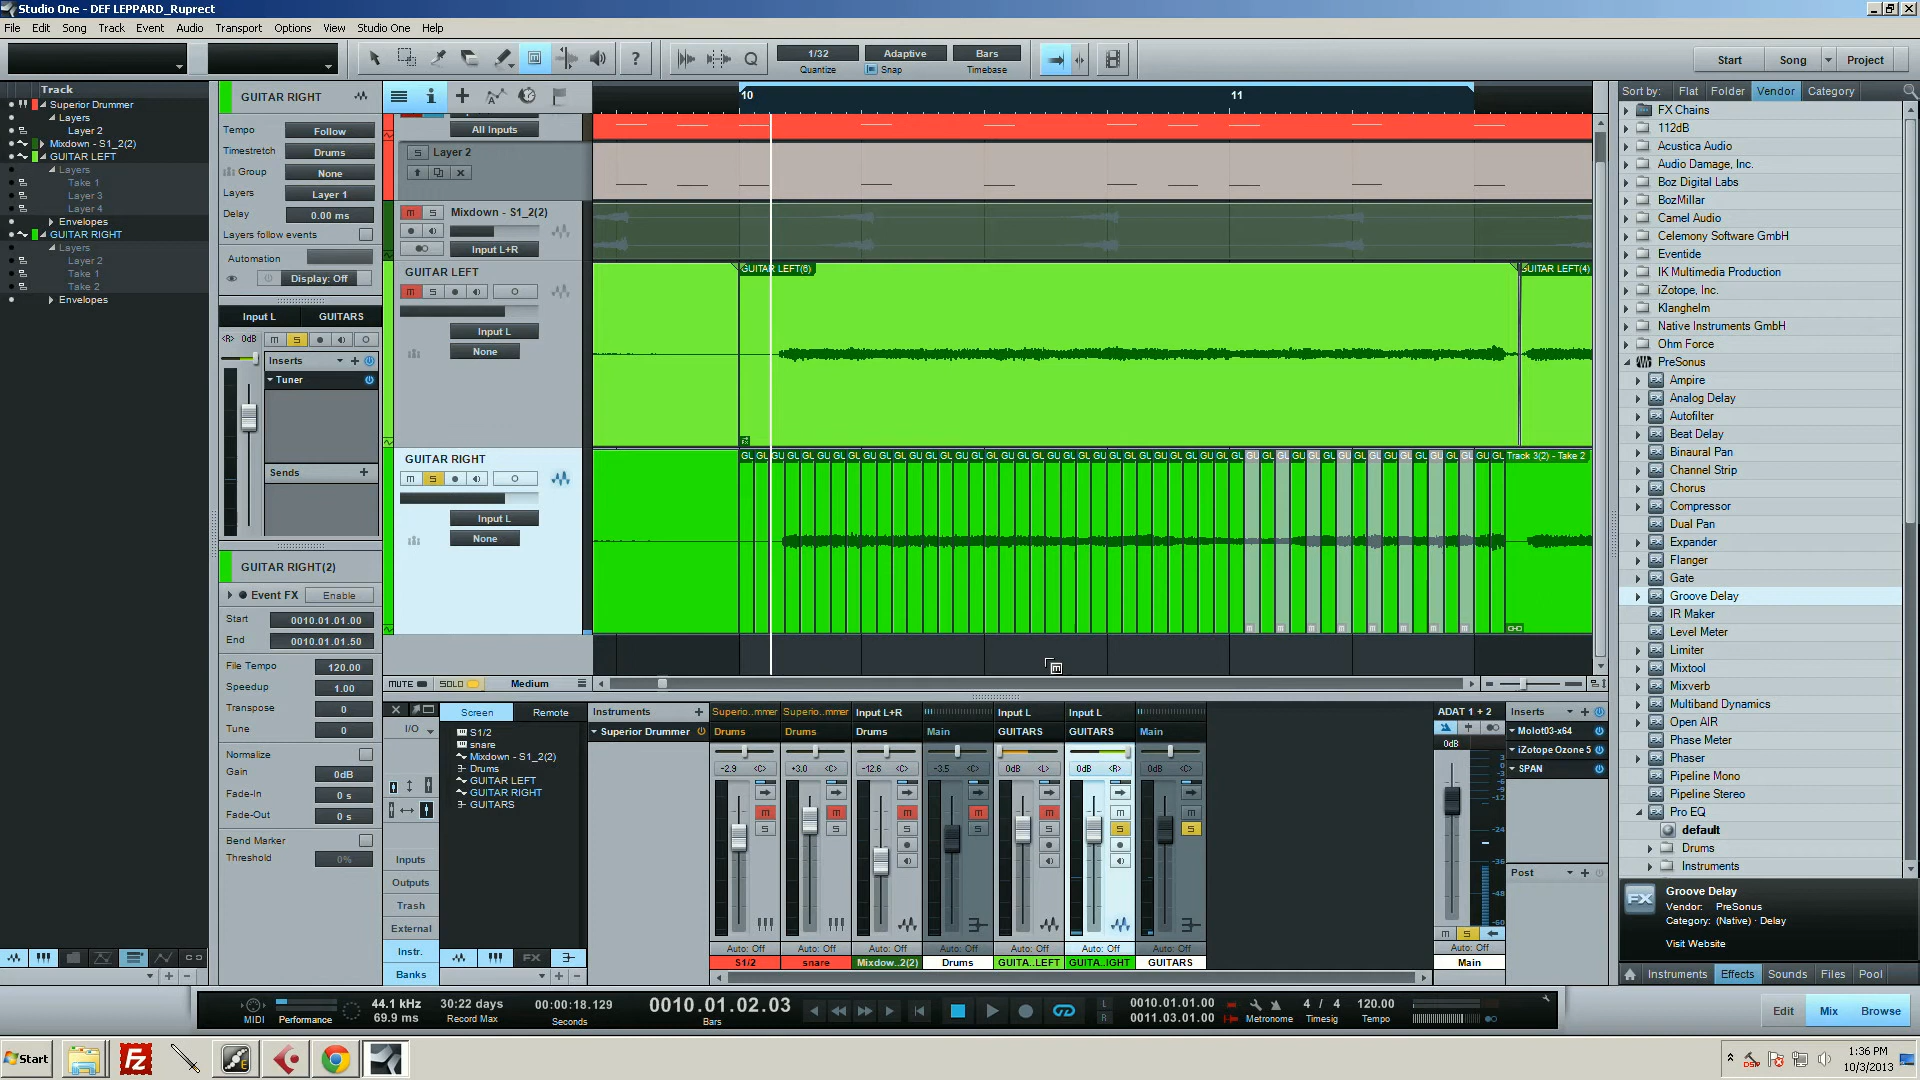 Studio One - DEF LEPPARD_Ruprect
File Edit Song Track Event Audio Transport Options View Studio One Help
1/32 Adaptive Bars
Quantize Snap Timebase
Start Song Project
Track
Superior Drummer
Layers
Layer 2
Mixdown - S1_2(2)
GUITAR LEFT
Layers
Take 1
Layer 3
Layer 4
Envelopes
GUITAR RIGHT
Layers
Layer 2
Take 1
Take 2
Envelopes
GUITAR RIGHT
Tempo Follow
Timestretch Drums
Group None
Layers Layer 1
Delay 0.00 ms
Layers follow events
Automation
Display: Off
Input L GUITARS
<R> 0dB
Inserts
Tuner
Sends
GUITAR RIGHT(2)
Event FX Enable
Start 0010.01.01.00
End 0010.01.01.50
File Tempo 120.00
Speedup 1.00
Transpose 0
Tune 0
Normalize
Gain 0dB
Fade-In 0 s
Fade-Out 0 s
Bend Marker
Threshold 0%
10 11
All Inputs
Layer 2
Mixdown - S1_2(2)
Input L+R
GUITAR LEFT
Input L
None
GUITAR LEFT(6) GUITAR LEFT(4)
GUITAR RIGHT
Input L
None
Track 3(2) - Take 2
MUTE SOLO Medium
I/O
Screen Remote
S1/2
snare
Mixdown - S1_2(2)
Drums
GUITAR LEFT
GUITAR RIGHT
GUITARS
Inputs
Outputs
Trash
External
Instr.
Banks
FX
Instruments
Superior Drummer
Superio..mmer Superio..mmer Input L+R Input L Input L
Drums Drums Drums Main GUITARS GUITARS Main
-2.9 <C> +3.0 <C> -12.6 <C> -3.5 <C> 0dB <L> 0dB <R> 0dB <C>
Auto: Off Auto: Off Auto: Off Auto: Off Auto: Off Auto: Off Auto: Off
S1/2 snare Mixdow..2(2) Drums GUITA..LEFT GUITA..IGHT GUITARS
ADAT 1 + 2
0dB
Auto: Off
Main
Inserts
Molot03-x64
iZotope Ozone 5
SPAN
Post
Sort by: Flat Folder Vendor Category
FX Chains
112dB
Acustica Audio
Audio Damage, Inc.
Boz Digital Labs
BozMillar
Camel Audio
Celemony Software GmbH
Eventide
IK Multimedia Production
iZotope, Inc.
Klanghelm
Native Instruments GmbH
Ohm Force
PreSonus
Ampire
Analog Delay
Autofilter
Beat Delay
Binaural Pan
Channel Strip
Chorus
Compressor
Dual Pan
Expander
Flanger
Gate
Groove Delay
IR Maker
Level Meter
Limiter
Mixtool
Mixverb
Multiband Dynamics
Open AIR
Phase Meter
Phaser
Pipeline Mono
Pipeline Stereo
Pro EQ
default
Drums
Instruments
Groove Delay
Vendor: PreSonus
Category: (Native) · Delay
Visit Website
Instruments Effects Sounds Files Pool
MIDI Performance
44.1 kHz
69.9 ms
30:22 days
Record Max
00:00:18.129
Seconds
0010.01.02.03
Bars
L 0010.01.01.00
R 0011.03.01.00
Metronome
4 / 4
Timesig
120.00
Tempo
Edit Mix Browse
Start
1:36 PM
10/3/2013